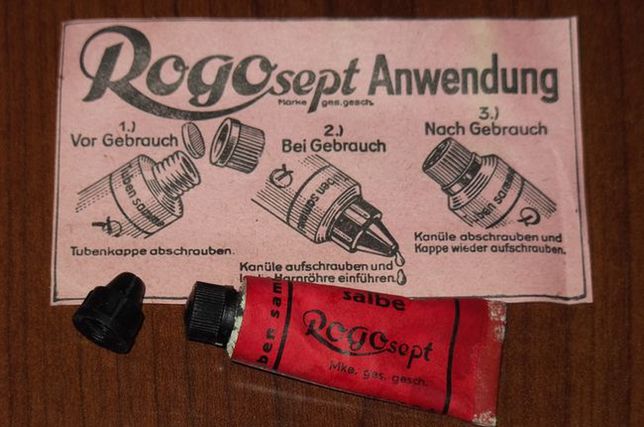 Rogosept Anwendung
Marke ges. gesch.
1.)
Vor Gebrauch
2.)
Bei Gebrauch
3.)
Nach Gebrauch
Tubenkappe abschrauben.
Kanüle aufschrauben und
Harnröhre einführen.
Kanüle abschrauben und
Kappe wieder aufschrauben.
salbe
Rogosept
Mke. ges. gesch.